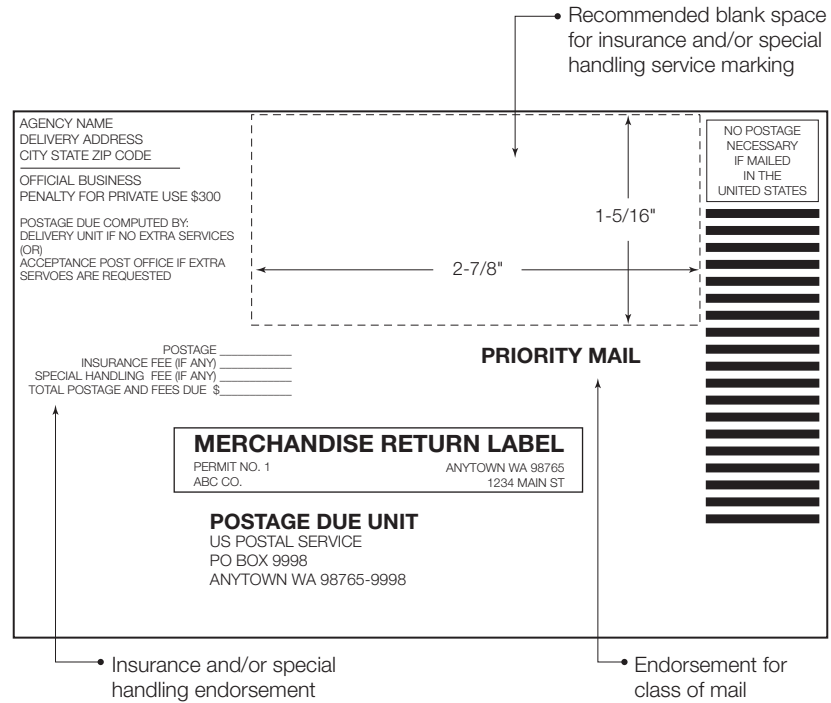 Recommended blank space
for insurance and/or special
handling service marking
AGENCY NAME
DELIVERY ADDRESS
CITY STATE ZIP CODE
OFFICIAL BUSINESS
PENALTY FOR PRIVATE USE $300
POSTAGE DUE COMPUTED BY:
DELIVERY UNIT IF NO EXTRA SERVICES
(OR)
ACCEPTANCE POST OFFICE IF EXTRA
SERVOES ARE REQUESTED
1-5/16"
2-7/8"
NO POSTAGE
NECESSARY
IF MAILED
IN THE
UNITED STATES
POSTAGE ____________
INSURANCE FEE (IF ANY) ____________
SPECIAL HANDLING FEE (IF ANY) ____________
TOTAL POSTAGE AND FEES DUE $____________
PRIORITY MAIL
MERCHANDISE RETURN LABEL
PERMIT NO. 1 ANYTOWN WA 98765
ABC CO. 1234 MAIN ST
POSTAGE DUE UNIT
US POSTAL SERVICE
PO BOX 9998
ANYTOWN WA 98765-9998
Insurance and/or special
handling endorsement
Endorsement for
class of mail